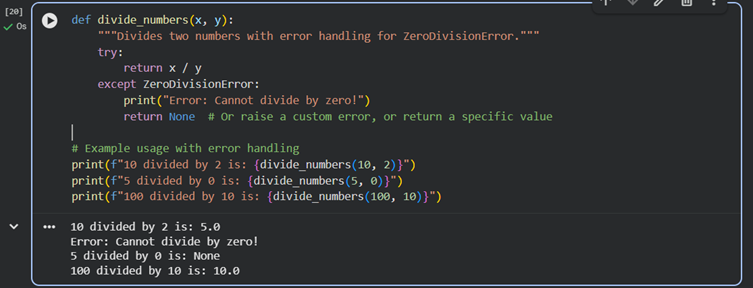 [20]
0s
def divide_numbers(x, y):
    """Divides two numbers with error handling for ZeroDivisionError."""
    try:
        return x / y
    except ZeroDivisionError:
        print("Error: Cannot divide by zero!")
        return None  # Or raise a custom error, or return a specific value

# Example usage with error handling
print(f"10 divided by 2 is: {divide_numbers(10, 2)}")
print(f"5 divided by 0 is: {divide_numbers(5, 0)}")
print(f"100 divided by 10 is: {divide_numbers(100, 10)}")
10 divided by 2 is: 5.0
Error: Cannot divide by zero!
5 divided by 0 is: None
100 divided by 10 is: 10.0